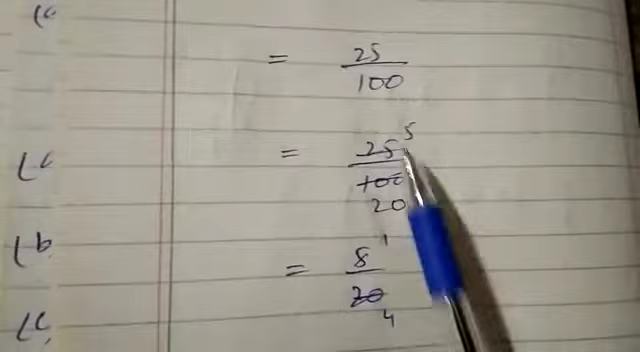 (c
= 25/100
(c
= 25/100 5
20
(b
= 5/20 1
4
(c